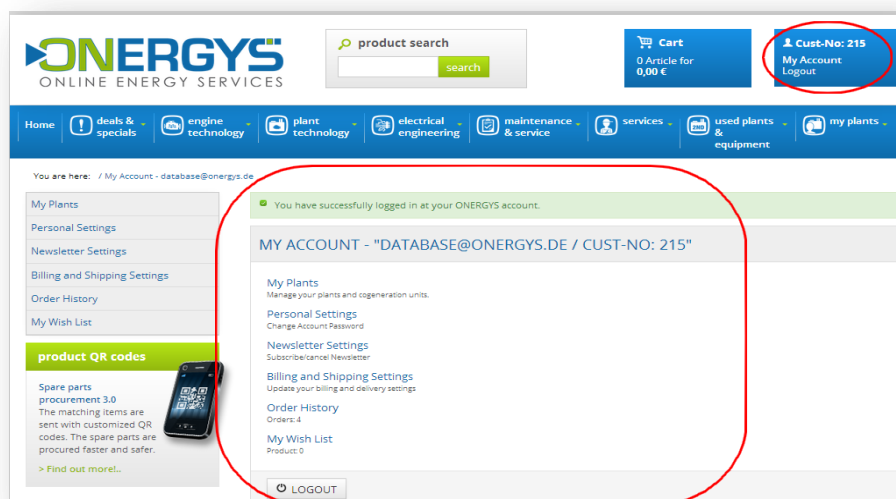 ONERGYS
ONLINE ENERGY SERVICES
product search
search
Cart
0 Article for
0,00 €
Cust-No: 215
My Account
Logout
Home
deals &
specials
engine
technology
plant
technology
electrical
engineering
maintenance
& service
services
used plants
&
equipment
my plants
You are here: / My Account - database@onergys.de
My Plants
Personal Settings
Newsletter Settings
Billing and Shipping Settings
Order History
My Wish List
product QR codes
Spare parts
procurement 3.0
The matching items are
sent with customized QR
codes. The spare parts are
procured faster and safer.
> Find out more!..
You have successfully logged in at your ONERGYS account.
MY ACCOUNT - "DATABASE@ONERGYS.DE / CUST-NO: 215"
My Plants
Manage your plants and cogeneration units.
Personal Settings
Change Account Password
Newsletter Settings
Subscribe/cancel Newsletter
Billing and Shipping Settings
Update your billing and delivery settings
Order History
Orders: 4
My Wish List
Product: 0
LOGOUT